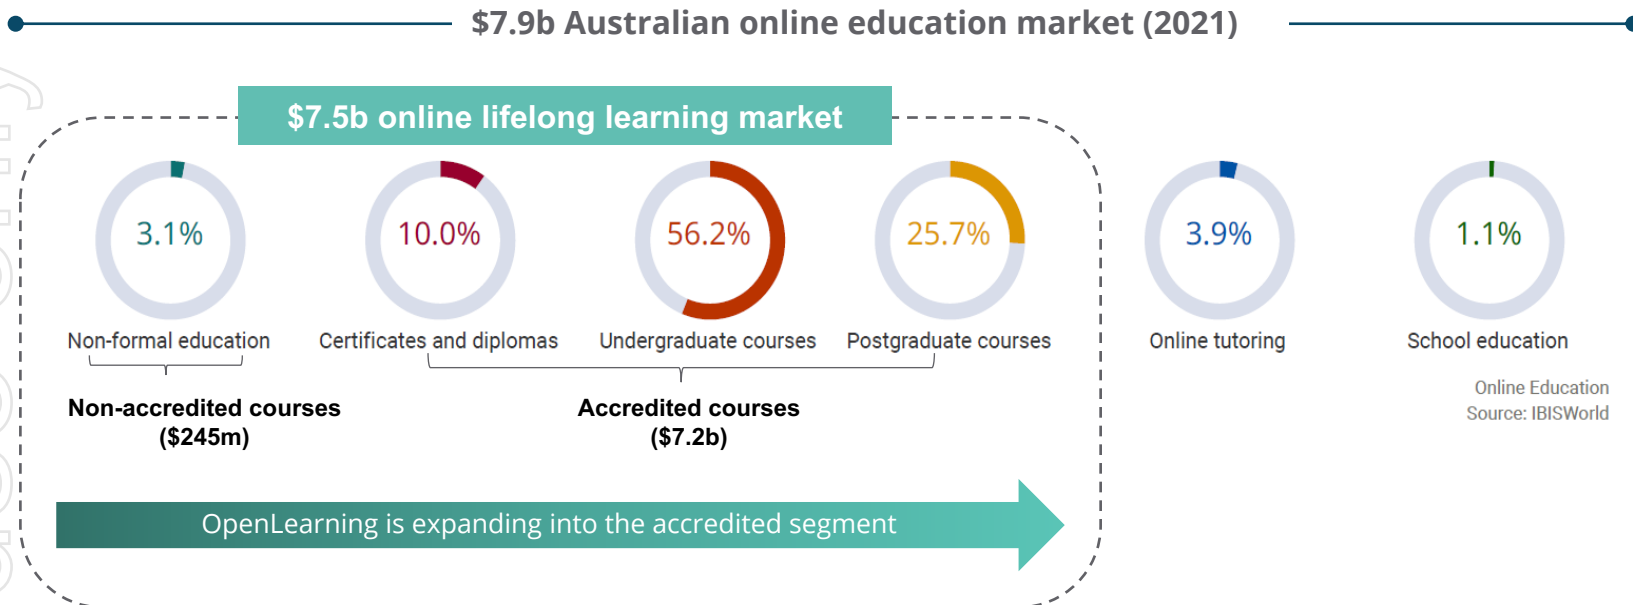 $7.9b Australian online education market (2021)
$7.5b online lifelong learning market
3.1%
10.0%
56.2%
25.7%
3.9%
1.1%
Non-formal education
Certificates and diplomas
Undergraduate courses
Postgraduate courses
Online tutoring
School education
Non-accredited courses
($245m)
Accredited courses
($7.2b)
Online Education
Source: IBISWorld
OpenLearning is expanding into the accredited segment